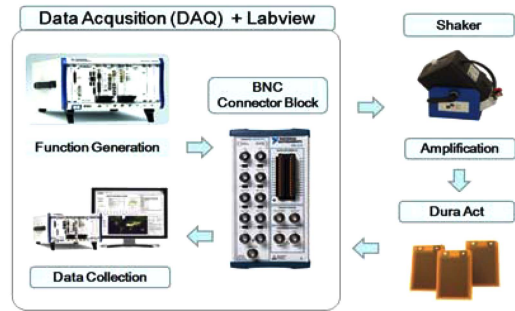 Data Acqusition (DAQ) + Labview
Shaker
BNC
Connector Block
Function Generation
Amplification
Dura Act
Data Collection